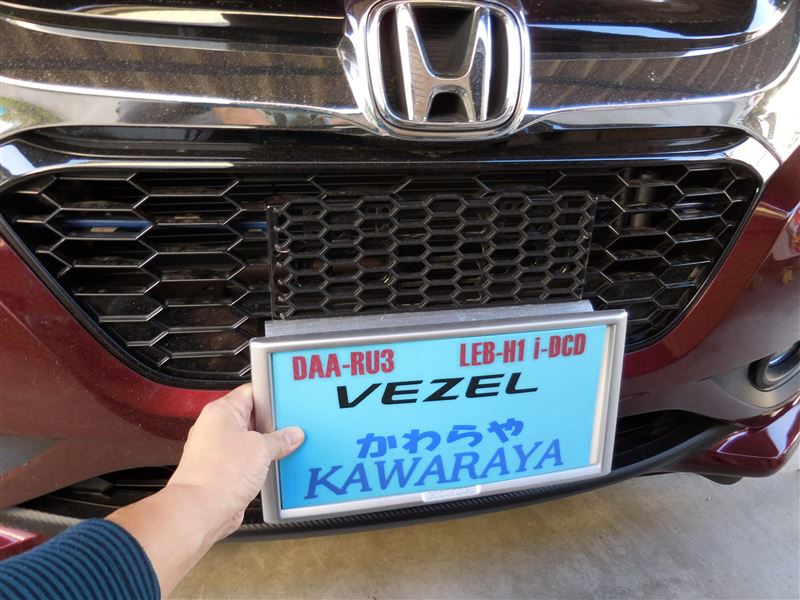 DAA-RU3 LEB-H1 i-DCD
VEZEL
かわらや
KAWARAYA